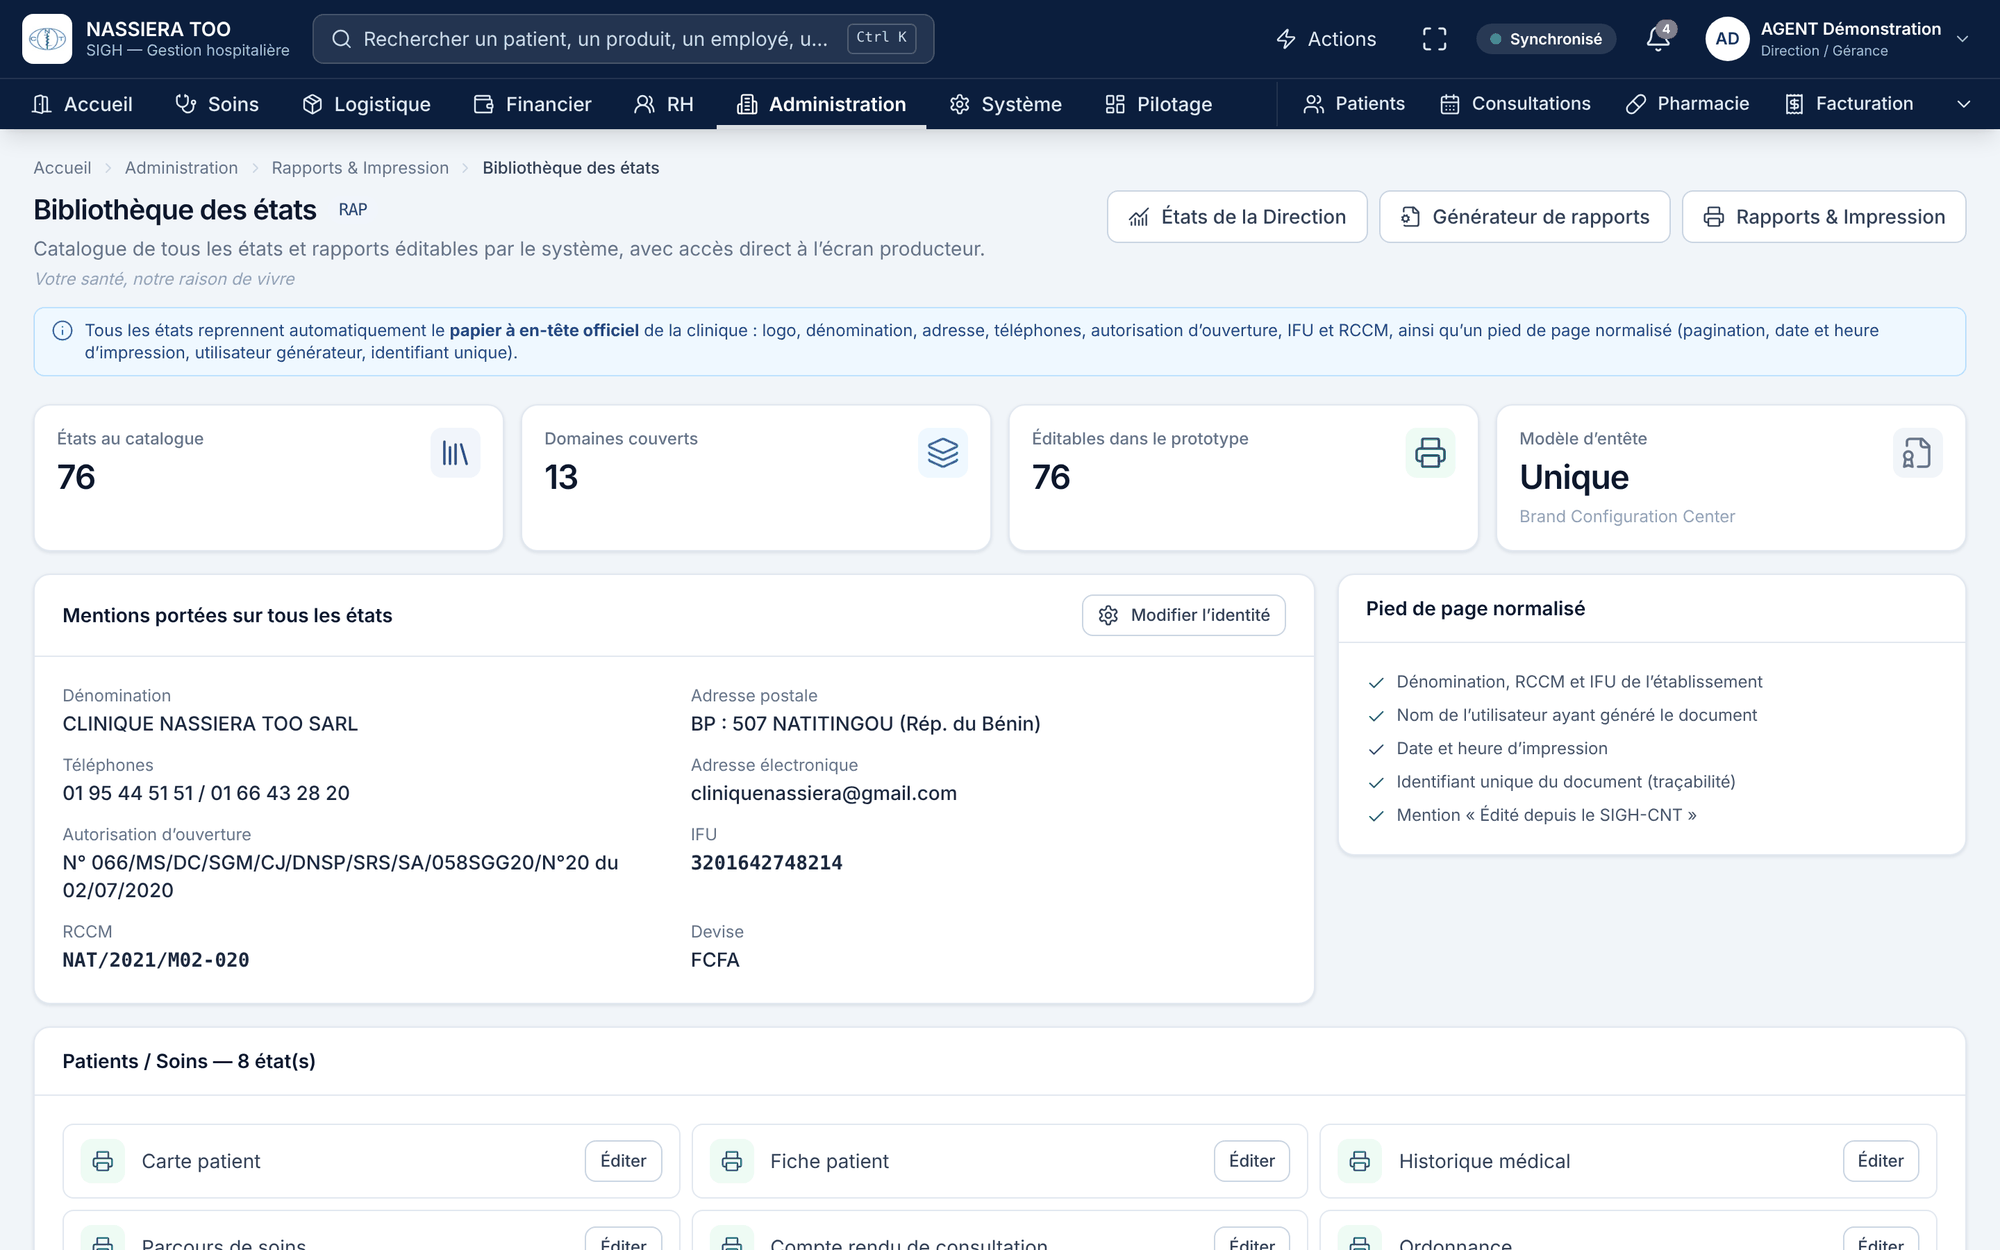 NASSIERA TOO
SIGH — Gestion hospitalière
Rechercher un patient, un produit, un employé, u...
Ctrl K
Actions
Synchronisé
4
AD
AGENT Démonstration
Direction / Gérance
Accueil
Soins
Logistique
Financier
RH
Administration
Système
Pilotage
Patients
Consultations
Pharmacie
Facturation
Accueil
Administration
Rapports & Impression
Bibliothèque des états
Bibliothèque des états
RAP
Catalogue de tous les états et rapports éditables par le système, avec accès direct à l’écran producteur.
Votre santé, notre raison de vivre
États de la Direction
Générateur de rapports
Rapports & Impression
Tous les états reprennent automatiquement le papier à en-tête officiel de la clinique : logo, dénomination, adresse, téléphones, autorisation d’ouverture, IFU et RCCM, ainsi qu’un pied de page normalisé (pagination, date et heure
d’impression, utilisateur générateur, identifiant unique).
États au catalogue
76
Domaines couverts
13
Éditables dans le prototype
76
Modèle d’entête
Unique
Brand Configuration Center
Mentions portées sur tous les états
Modifier l’identité
Dénomination
CLINIQUE NASSIERA TOO SARL
Adresse postale
BP : 507 NATITINGOU (Rép. du Bénin)
Téléphones
01 95 44 51 51 / 01 66 43 28 20
Adresse électronique
cliniquenassiera@gmail.com
Autorisation d’ouverture
N° 066/MS/DC/SGM/CJ/DNSP/SRS/SA/058SGG20/N°20 du
02/07/2020
IFU
3201642748214
RCCM
NAT/2021/M02-020
Devise
FCFA
Pied de page normalisé
Dénomination, RCCM et IFU de l’établissement
Nom de l’utilisateur ayant généré le document
Date et heure d’impression
Identifiant unique du document (traçabilité)
Mention « Édité depuis le SIGH-CNT »
Patients / Soins — 8 état(s)
Carte patient
Éditer
Fiche patient
Éditer
Historique médical
Éditer
Parcours de soins
Éditer
Compte rendu de consultation
Éditer
Ordonnance
Éditer